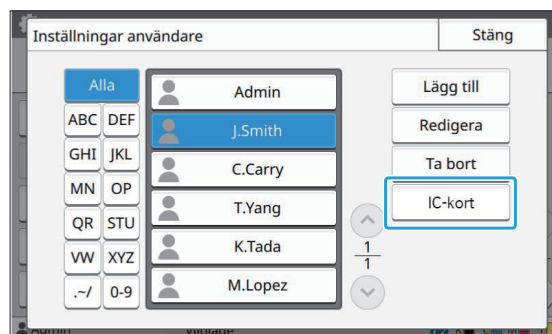 Inställningar användare
Stäng
Alla
ABC DEF
GHI JKL
MN OP
QR STU
VW XYZ
.~/ 0-9
Admin
J.Smith
C.Carry
T.Yang
K.Tada
M.Lopez
1
1
Lägg till
Redigera
Ta bort
IC-kort
Admin